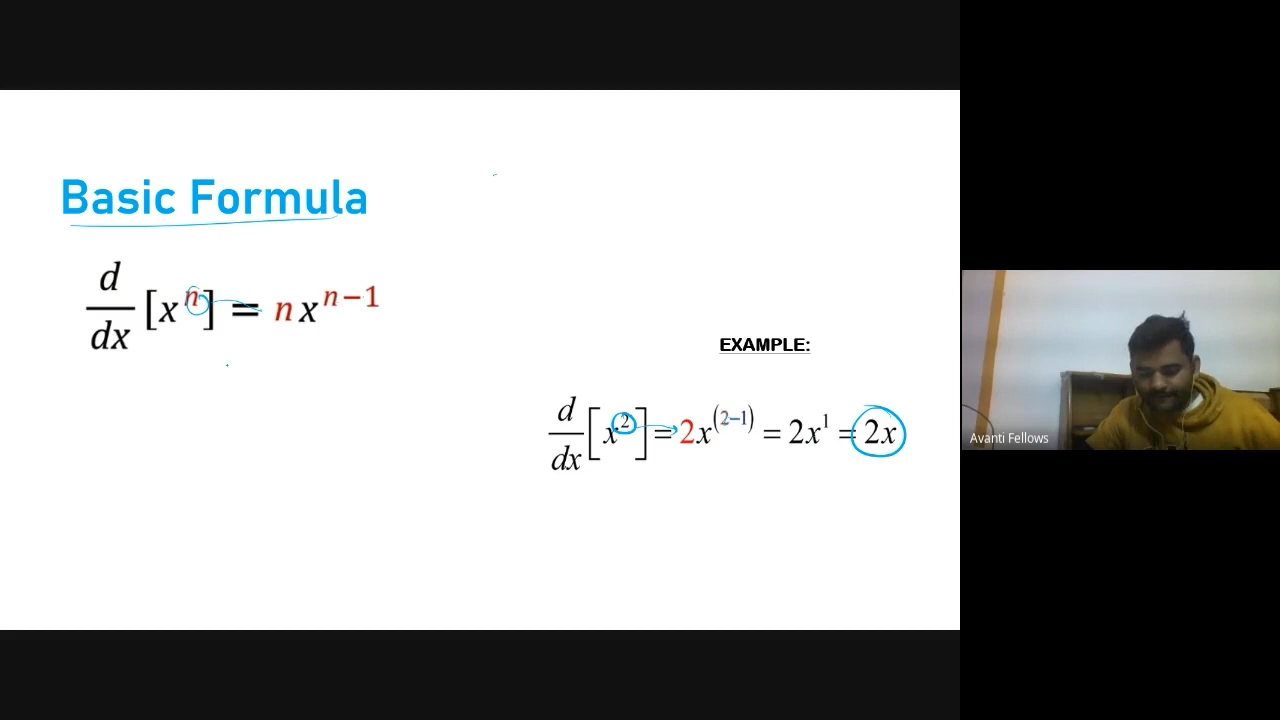 Basic Formula
d/dx [x^n] = nx^{n-1}
EXAMPLE:
d/dx [x^2] = 2x^{(2-1)} = 2x^1 = 2x
Avanti Fellows